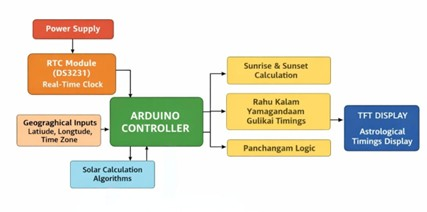 Power Supply
RTC Module
(DS3231)
Real-Time Clock
Geograghical Inputs
Latiude, Longtude,
Time Zone
ARDUINO
CONTROLLER
Solar Calculation
Algorithms
Sunrise & Sunset
Calculation
Rahu Kalam
Yamagandaam
Gulikai Timings
Panchangam Logic
TFT DISPLAY
Astrological
Timings Display